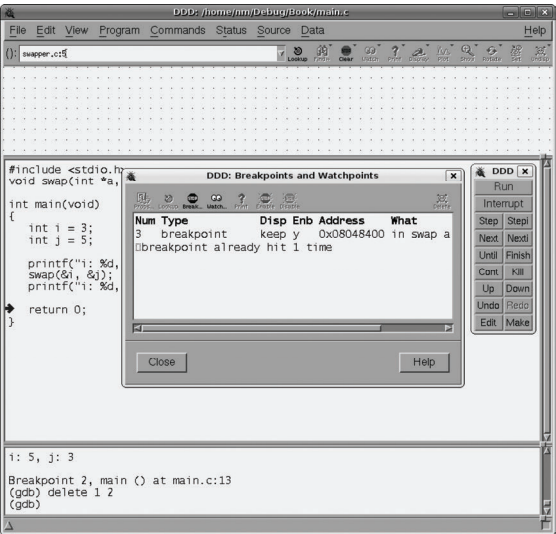 DDD: /home/nm/Debug/Book/main.c
File Edit View Program Commands Status Source Data Help
(): swapper.c:5
Lookup Find» Clear Watch Print Display Plot Show Rotate Set Undisp
#include <stdio.h>
void swap(int *a,
int main(void)
{
int i = 3;
int j = 5;
printf("i: %d,
swap(&i, &j);
printf("i: %d,
return 0;
}
DDD: Breakpoints and Watchpoints
Props... Lookup Break... Watch... Print Enable Disable Delete
Num Type Disp Enb Address What
3 breakpoint keep y 0x08048400 in swap a
breakpoint already hit 1 time
Close Help
DDD
Run
Interrupt
Step Stepi
Next Nexti
Until Finish
Cont Kill
Up Down
Undo Redo
Edit Make
i: 5, j: 3
Breakpoint 2, main () at main.c:13
(gdb) delete 1 2
(gdb)